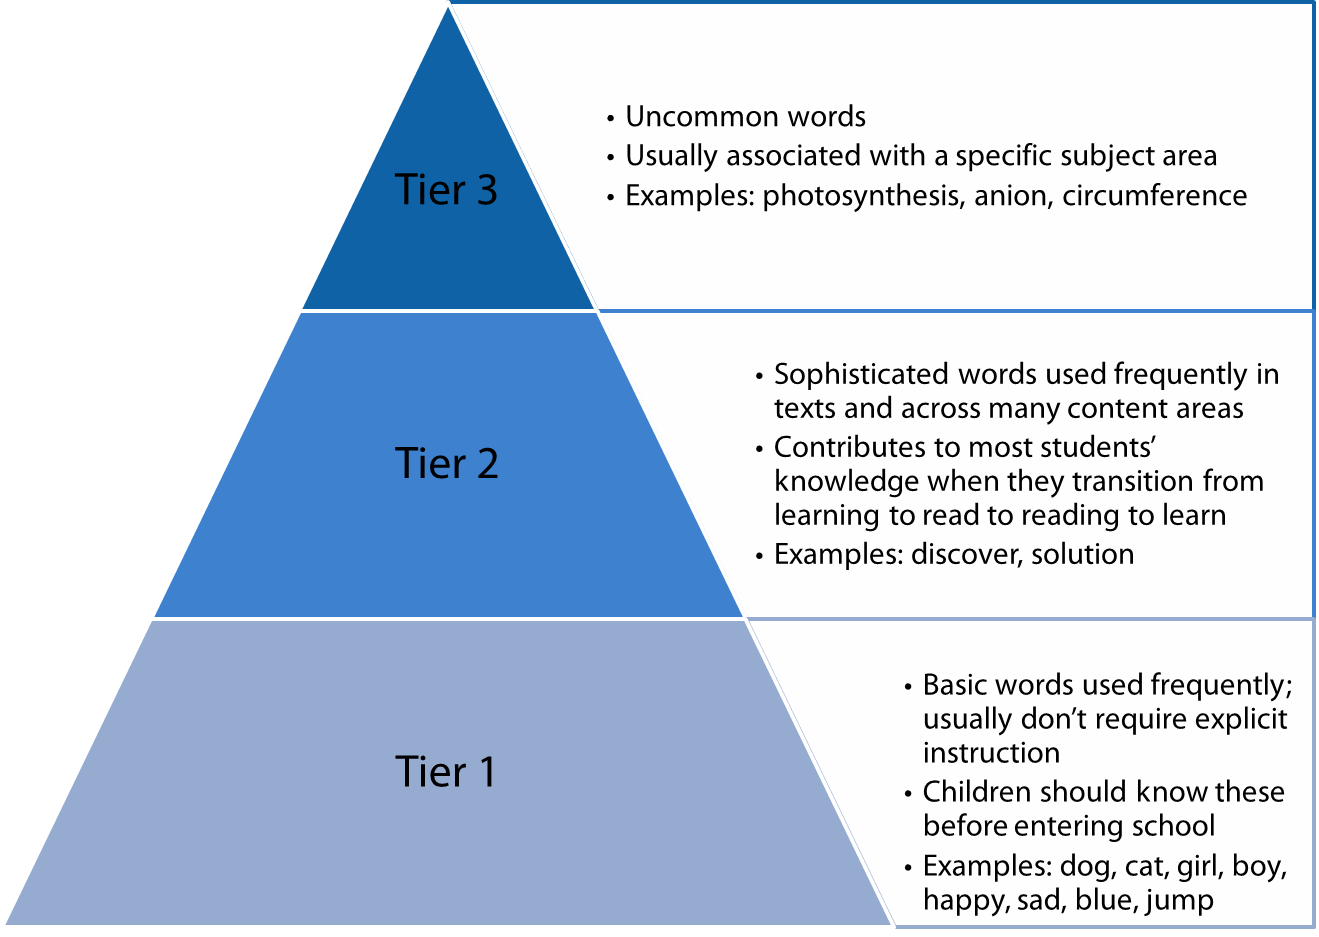 Tier 3
• Uncommon words
• Usually associated with a specific subject area
• Examples: photosynthesis, anion, circumference
Tier 2
• Sophisticated words used frequently in
texts and across many content areas
• Contributes to most students’
knowledge when they transition from
learning to read to reading to learn
• Examples: discover, solution
Tier 1
• Basic words used frequently;
usually don’t require explicit
instruction
• Children should know these
before entering school
• Examples: dog, cat, girl, boy,
happy, sad, blue, jump